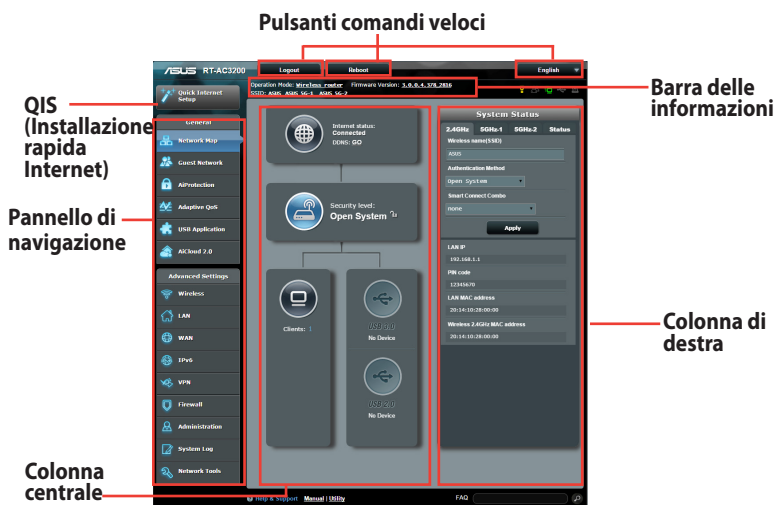 Pulsanti comandi veloci
ASUS RT-AC3200
Logout
Reboot
English
Operation Mode: Wireless router Firmware Version: 3.0.0.4.378_2816
SSID: ASUS ASUS_5G-1 ASUS_5G-2
Barra delle
informazioni
QIS
(Installazione
rapida
Internet)
Pannello di
navigazione
Quick Internet
Setup
General
Network Map
Guest Network
AiProtection
Adaptive QoS
USB Application
AiCloud 2.0
Advanced Settings
Wireless
LAN
WAN
IPv6
VPN
Firewall
Administration
System Log
Network Tools
Internet status:
Connected
DDNS: GO
Security level:
Open System
Clients: 1
USB 3.0
No Device
USB 2.0
No Device
System Status
2.4GHz 5GHz-1 5GHz-2 Status
Wireless name(SSID)
ASUS
Authentication Method
Open System
Smart Connect Combo
none
Apply
LAN IP
192.168.1.1
PIN code
12345670
LAN MAC address
20:14:10:28:00:00
Wireless 2.4GHz MAC address
20:14:10:28:00:00
Colonna di
destra
Colonna
centrale
Help & Support Manual | Utility
FAQ